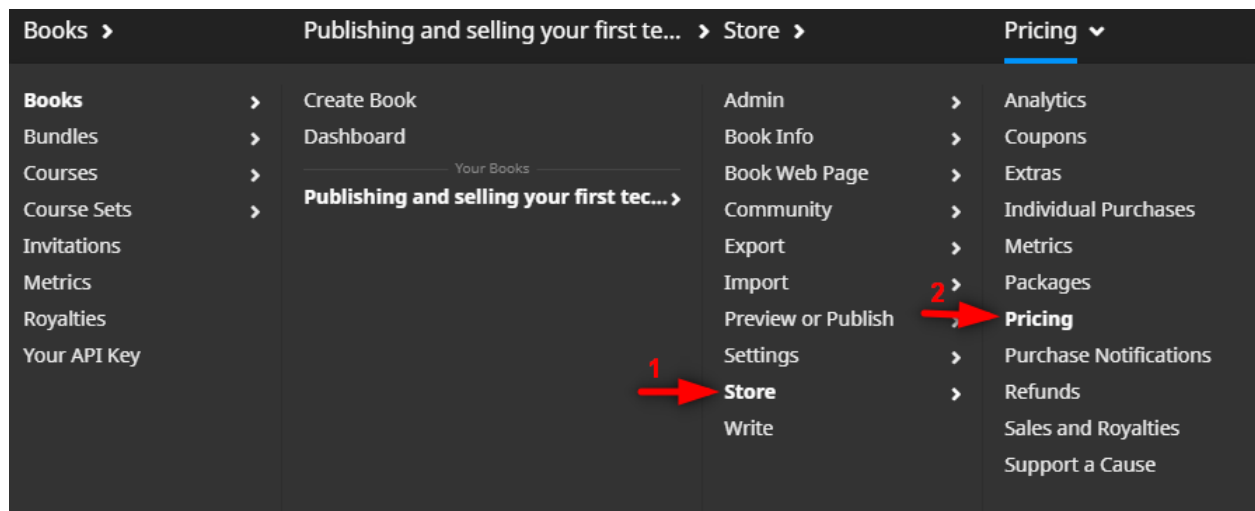 Books
Publishing and selling your first te...
Store
Pricing
Books
Bundles
Courses
Course Sets
Invitations
Metrics
Royalties
Your API Key
Create Book
Dashboard
Your Books
Publishing and selling your first tec...
Admin
Book Info
Book Web Page
Community
Export
Import
Preview or Publish
Settings
1
Store
Write
Analytics
Coupons
Extras
Individual Purchases
Metrics
Packages
2
Pricing
Purchase Notifications
Refunds
Sales and Royalties
Support a Cause